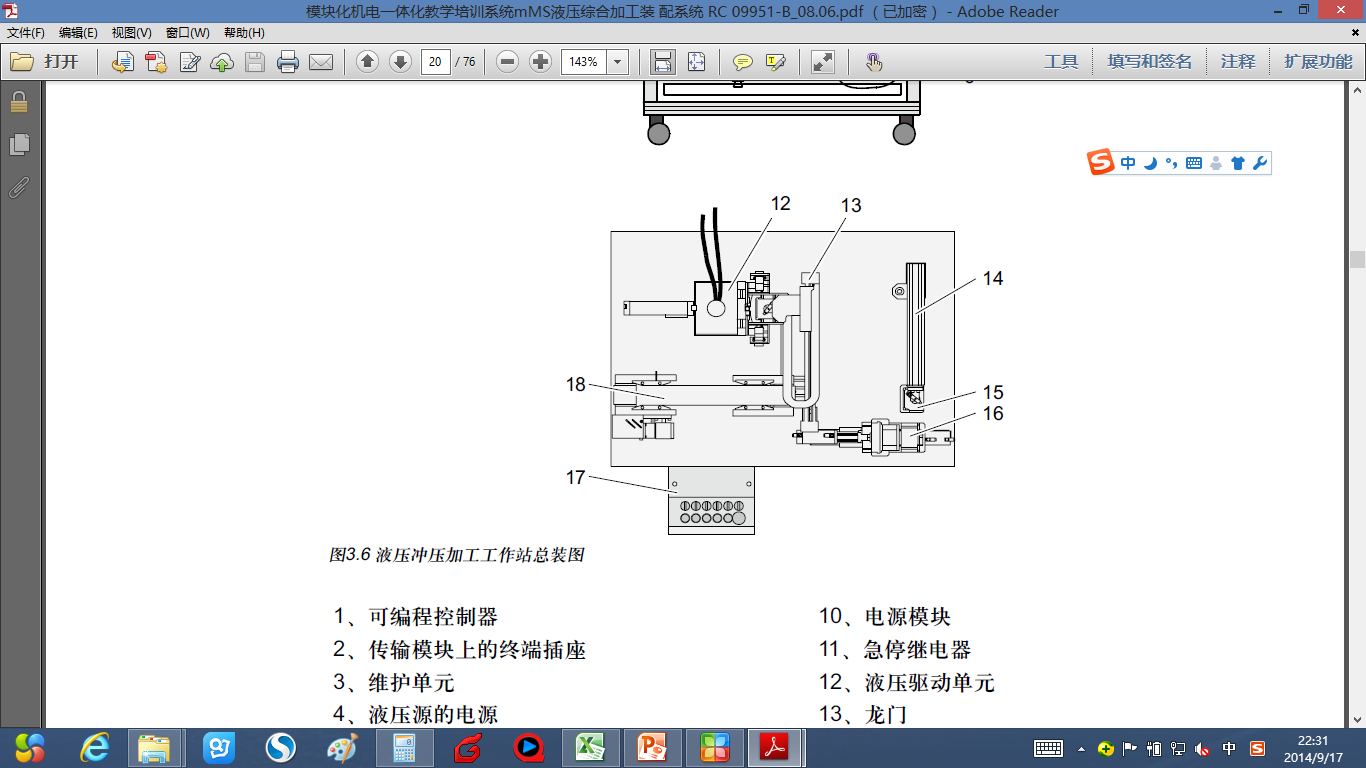 模块化机电一体化教学培训系统mMS液压综合加工装 配系统 RC 09951-B_08.06.pdf （已加密） - Adobe Reader
文件(F) 编辑(E) 视图(V) 窗口(W) 帮助(H)
打开 20 / 76 143% 工具 填写和签名 注释 扩展功能
中
12 13
14
18
15
16
17
图3.6 液压冲压加工工作站总装图
1、可编程控制器
2、传输模块上的终端插座
3、维护单元
4、液压源的电源
10、电源模块
11、急停继电器
12、液压驱动单元
13、龙门
中
22:31
2014/9/17